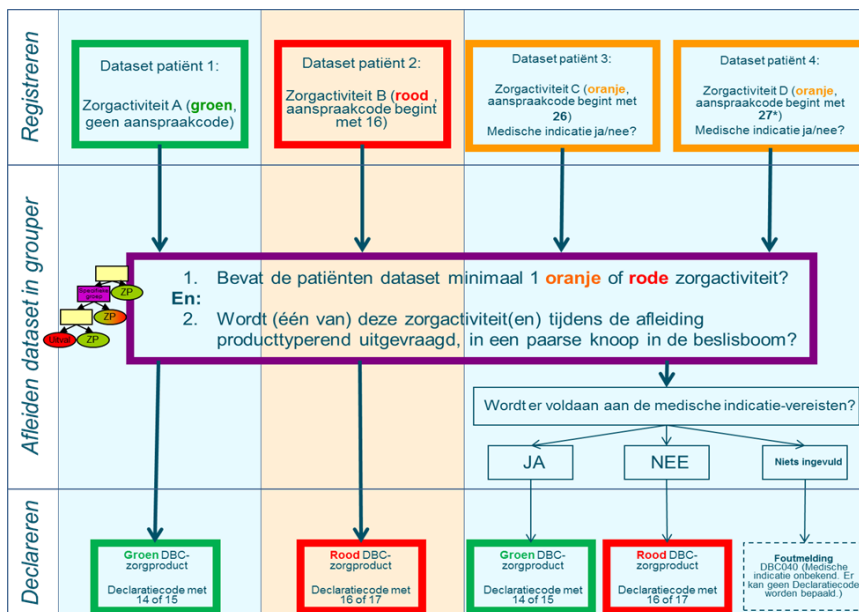 Registreren
Dataset patiënt 1:
Zorgactiviteit A (groen,
geen aanspraakcode)
Dataset patiënt 2:
Zorgactiviteit B (rood ,
aanspraakcode begint
met 16)
Dataset patiënt 3:
Zorgactiviteit C (oranje,
aanspraakcode begint met
26)
Medische indicatie ja/nee?
Dataset patiënt 4:
Zorgactiviteit D (oranje,
aanspraakcode begint met
27*)
Medische indicatie ja/nee?
Afleiden dataset in grouper
groep
ZP
ZP
Uitval
ZP
1. Bevat de patiënten dataset minimaal 1 oranje of rode zorgactiviteit?
En:
2. Wordt (één van) deze zorgactiviteit(en) tijdens de afleiding
producttyperend uitgevraagd, in een paarse knoop in de beslisboom?
Wordt er voldaan aan de medische indicatie-vereisten?
JA
NEE
Niets ingevuld
Declareren
Groen DBC-
zorgproduct
Declaratiecode met
14 of 15
Rood DBC-
zorgproduct
Declaratiecode met
16 of 17
Groen DBC-
zorgproduct
Declaratiecode met
14 of 15
Rood DBC-
zorgproduct
Declaratiecode met
16 of 17
Foutmelding
DBC040 (Medische
indicatie onbekend. Er
kan geen Declaratiecode
worden bepaald.)